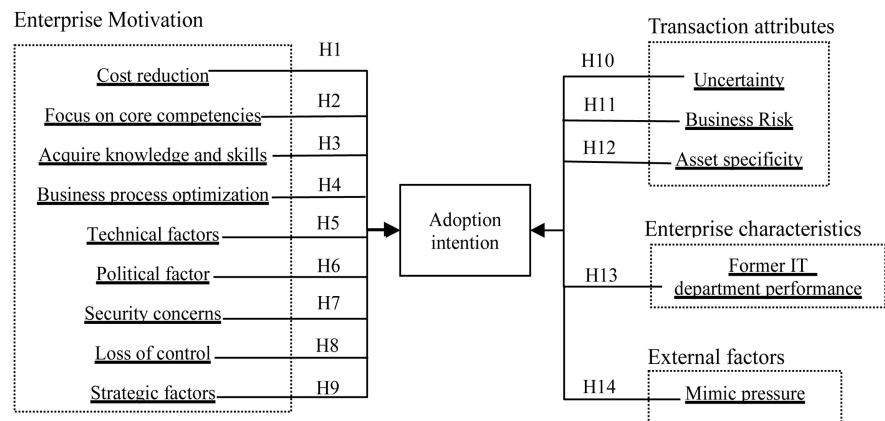 Enterprise Motivation
H1
Cost reduction
H2
Focus on core competencies
H3
Acquire knowledge and skills
H4
Business process optimization
H5
Technical factors
H6
Political factor
H7
Security concerns
H8
Loss of control
H9
Strategic factors
Adoption
intention
Transaction attributes
H10
Uncertainty
H11
Business Risk
H12
Asset specificity
Enterprise characteristics
H13
Former IT
department performance
External factors
H14
Mimic pressure